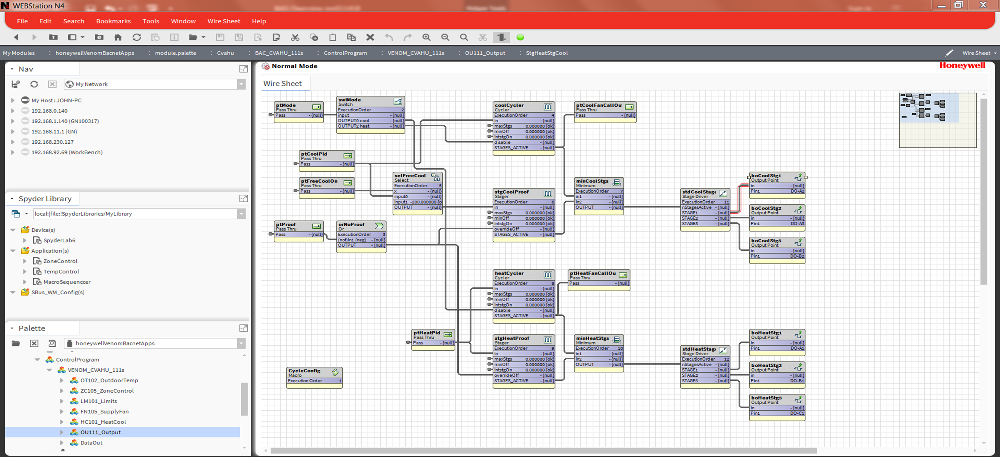 WEBStation N4
File Edit Search Bookmarks Tools Window Wire Sheet Help
My Modules : honeywellVenomBacnetApps : module.palette : Cvahu : BAC_CVAHU_111s : ControlProgram : VENOM_CVAHU_111s : OU111_Output : StgHeatStgCool Wire Sheet
Nav
My Network
My Host : JOHN-PC
192.168.0.140
192.168.1.140 (GN100317)
192.168.11.1 (GN)
192.168.230.127
192.168.92.69 (WorkBench)
Spyder Library
local:|file:!SpyderLibraries/MyLibrary
Device(s)
SpyderLab6
Application(s)
ZoneControl
TempControl
MacroSequenccer
SBus_WM_Config(s)
Palette
honeywellVenomBacnetApps
ControlProgram
VENOM_CVAHU_111s
OT102_OutdoorTemp
ZC105_ZoneControl
LM101_Limits
FN105_SupplyFan
HC101_HeatCool
OU111_Output
DataOut
Normal Mode
Honeywell
Wire Sheet
ptMode
Pass Thru
Pass - {null}
swiMode
Switch
ExecutionOrder 2
input - {null}
OUTPUT0 cool - {null}
OUTPUT2 heat - {null}
coolCycler
Cycler
ExecutionOrder 4
in - {null}
maxStgs 0.000000 {ok}
minOff 0.000000 {ok}
intstgOn 0.000000 {ok}
disable - {null}
STAGES_ACTIVE - {null}
ptCoolFanCallOu
Pass Thru
Pass - {null}
ptCoolPid
Pass Thru
Pass - {null}
ptFreeCoolOn
Pass Thru
Pass - {null}
selFreeCool
Select
ExecutionOrder 5
x - {null}
input0 - {null}
input1 -200.000000 {o
OUTPUT - {null}
stgCoolProof
Stager
ExecutionOrder 6
in - {null}
maxStgs 0.000000 {ok}
minOff 0.000000 {ok}
intstgOn 0.000000 {ok}
overrideOff - {null}
STAGES_ACTIVE - {null}
minCoolStgs
Minimum
ExecutionOrder 7
in1 - {null}
in2 - {null}
OUTPUT - {null}
stdCoolStage
Stage Driver
ExecutionOrder 11
nStagesActive - {null}
STAGE1 - {null}
STAGE2 - {null}
STAGE3 - {null}
boCoolStg1
Output Point
in - {null}
Pin1 DO-A2
boCoolStg2
Output Point
in - {null}
Pin1 DO-A3
boCoolStg3
Output Point
in - {null}
Pin1 DO-B2
ptProof
Pass Thru
Pass - {null}
orNoProof
Or
ExecutionOrder 3
(not)in1 (neg) - {null}
OUTPUT - {null}
heatCycler
Cycler
ExecutionOrder 8
in - {null}
maxStgs 0.000000 {ok}
minOff 0.000000 {ok}
intstgOn 0.000000 {ok}
disable - {null}
STAGES_ACTIVE - {null}
ptHeatFanCallOu
Pass Thru
Pass - {null}
ptHeatPid
Pass Thru
Pass - {null}
stgHeatProof
Stager
ExecutionOrder 9
in - {null}
maxStgs 0.000000 {ok}
minOff 0.000000 {ok}
intstgOn 0.000000 {ok}
overrideOff - {null}
STAGES_ACTIVE - {null}
minHeatStgs
Minimum
ExecutionOrder 10
in1 - {null}
in2 - {null}
OUTPUT - {null}
stdHeatStage
Stage Driver
ExecutionOrder 12
nStagesActive - {null}
STAGE1 - {null}
STAGE2 - {null}
STAGE3 - {null}
boHeatStg1
Output Point
in - {null}
Pin1 DO-A1
boHeatStg2
Output Point
in - {null}
Pin1 DO-B1
boHeatStg3
Output Point
in - {null}
Pin1 DO-C1
CycleConfig
Macro
Execution Order 1